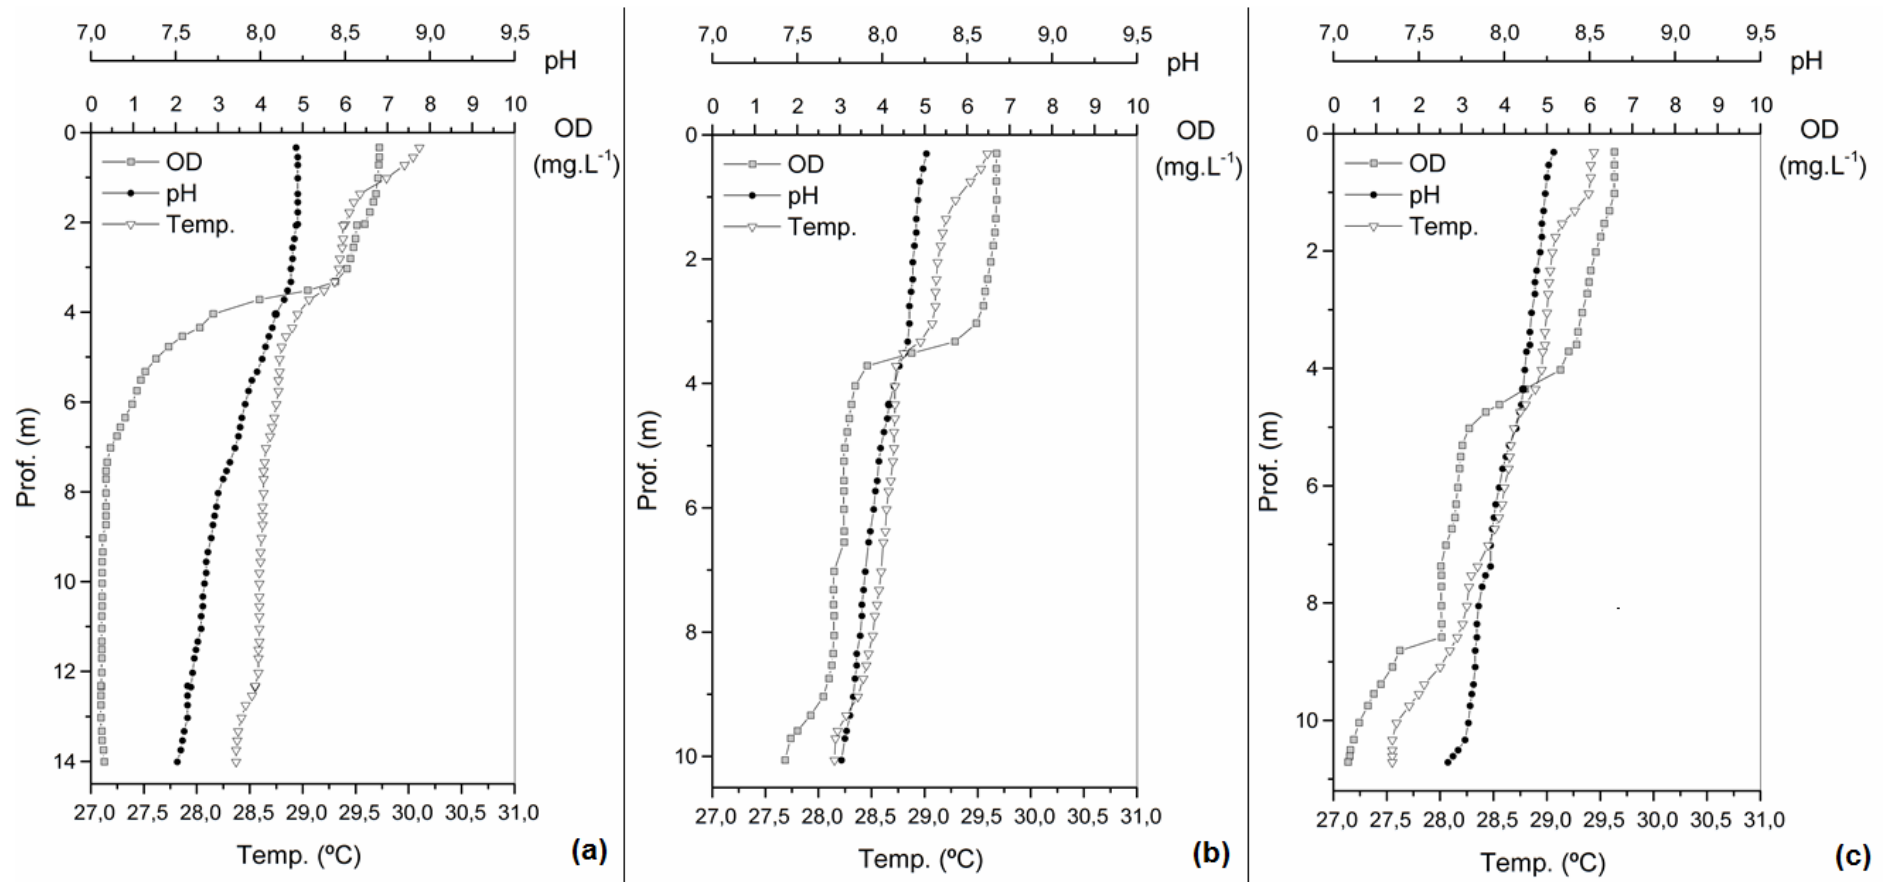 7,0 7,5 8,0 8,5 9,0 9,5
pH
0 1 2 3 4 5 6 7 8 9 10
OD
(mg.L-1)
0
OD
pH
2
Temp.
4
6
Prof. (m)
8
10
12
14
27,0 27,5 28,0 28,5 29,0 29,5 30,0 30,5 31,0
Temp. (ºC)
(a)
7,0 7,5 8,0 8,5 9,0 9,5
pH
0 1 2 3 4 5 6 7 8 9 10
OD
(mg.L-1)
0
OD
pH
Temp.
2
4
Prof. (m)
6
8
10
27,0 27,5 28,0 28,5 29,0 29,5 30,0 30,5 31,0
Temp. (ºC)
(b)
7,0 7,5 8,0 8,5 9,0 9,5
pH
0 1 2 3 4 5 6 7 8 9 10
OD
(mg.L-1)
0
OD
pH
Temp.
2
4
Prof. (m)
6
8
10
27,0 27,5 28,0 28,5 29,0 29,5 30,0 30,5 31,0
Temp. (ºC)
(c)